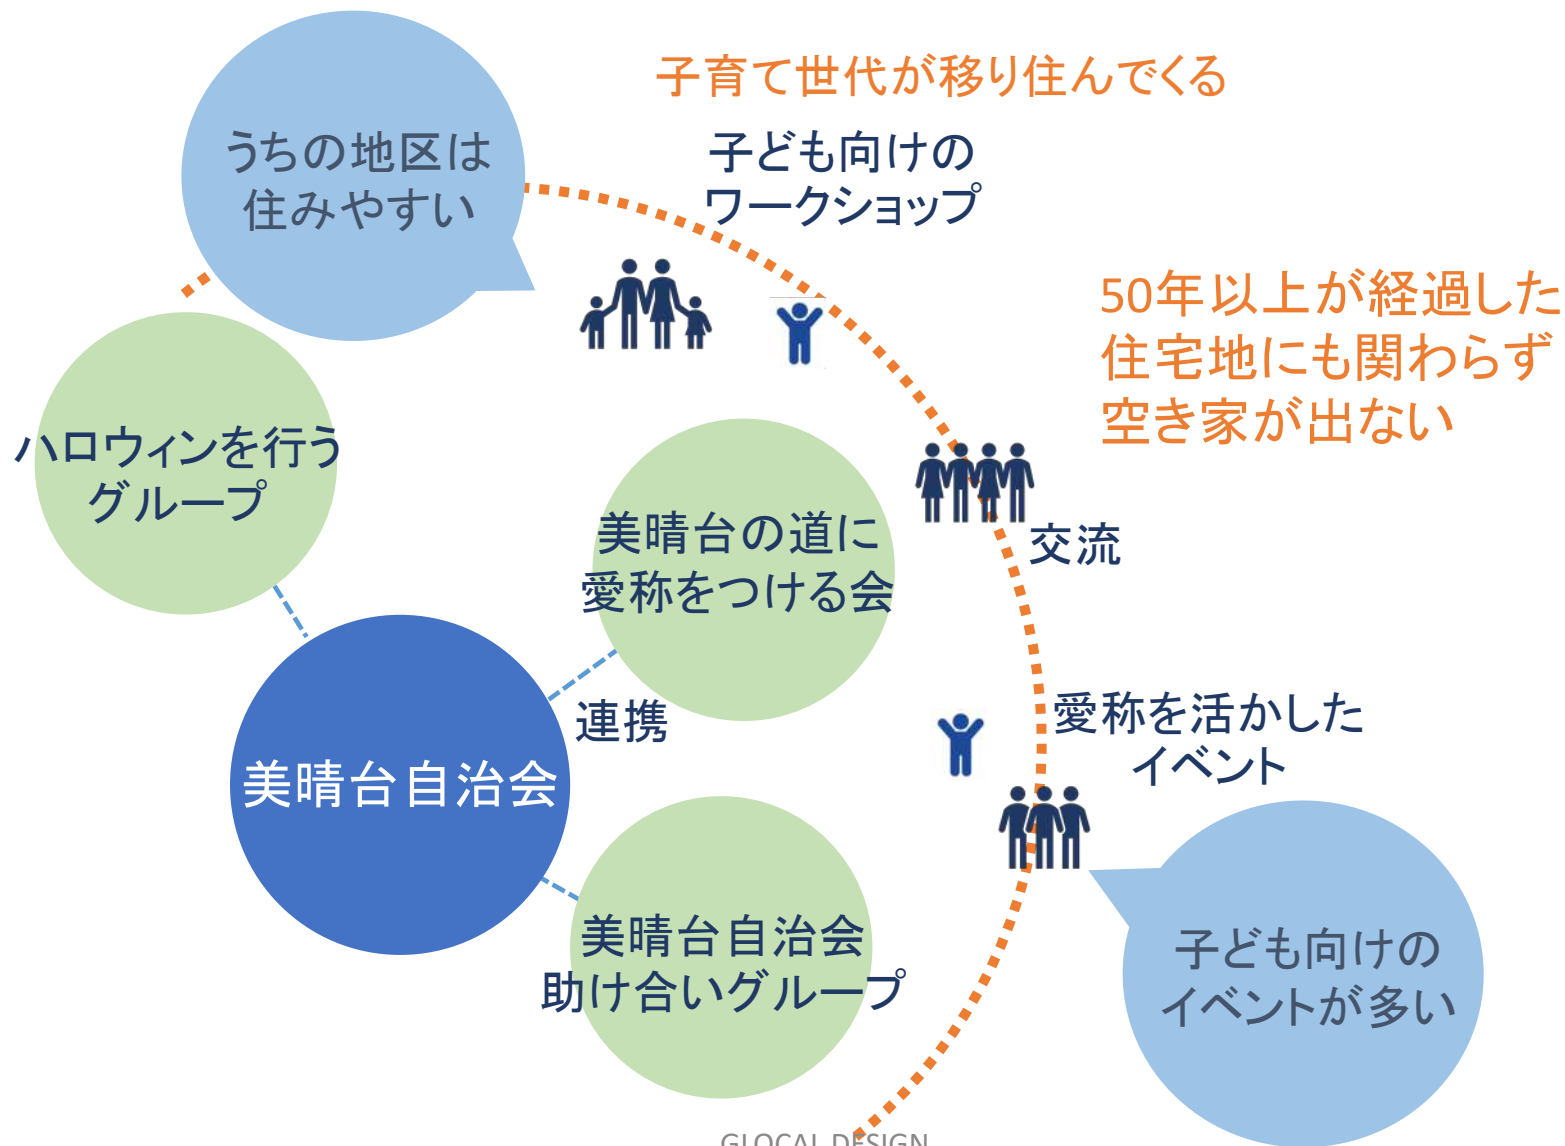 子育て世代が移り住んでくる
うちの地区は
住みやすい
子ども向けの
ワークショップ
50年以上が経過した
住宅地にも関わらず
空き家が出ない
ハロウィンを行う
グループ
美晴台の道に
愛称をつける会
交流
連携
愛称を活かした
イベント
美晴台自治会
美晴台自治会
助け合いグループ
子ども向けの
イベントが多い
GLOCAL DESIGN